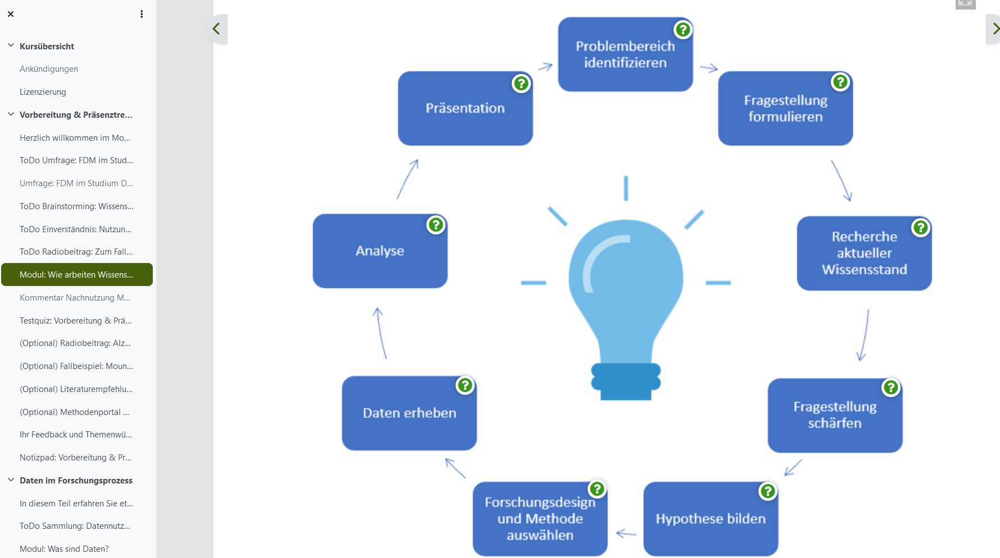 Kursübersicht
Ankündigungen
Lizenzierung
Vorbereitung & Präsenztre...
Herzlich willkommen im Mo...
ToDo Umfrage: FDM im Stud...
Umfrage: FDM im Studium D...
ToDo Brainstorming: Wissens...
ToDo Einverständnis: Nutzun...
ToDo Radiobeitrag: Zum Fall...
Modul: Wie arbeiten Wissens...
Kommentar Nachnutzung M...
Testquiz: Vorbereitung & Prä...
(Optional) Radiobeitrag: Alz...
(Optional) Fallbeispiel: Moun...
(Optional) Literaturempfehlu...
(Optional) Methodenportal ...
Ihr Feedback und Themenwü...
Notizpad: Vorbereitung & Pr...
Daten im Forschungsprozess
In diesem Teil erfahren Sie et...
ToDo Sammlung: Datennutz...
Modul: Was sind Daten?
Problembereich
identifizieren
Fragestellung
formulieren
Recherche
aktueller
Wissensstand
Fragestellung
schärfen
Hypothese bilden
Forschungsdesign
und Methode
auswählen
Daten erheben
Analyse
Präsentation